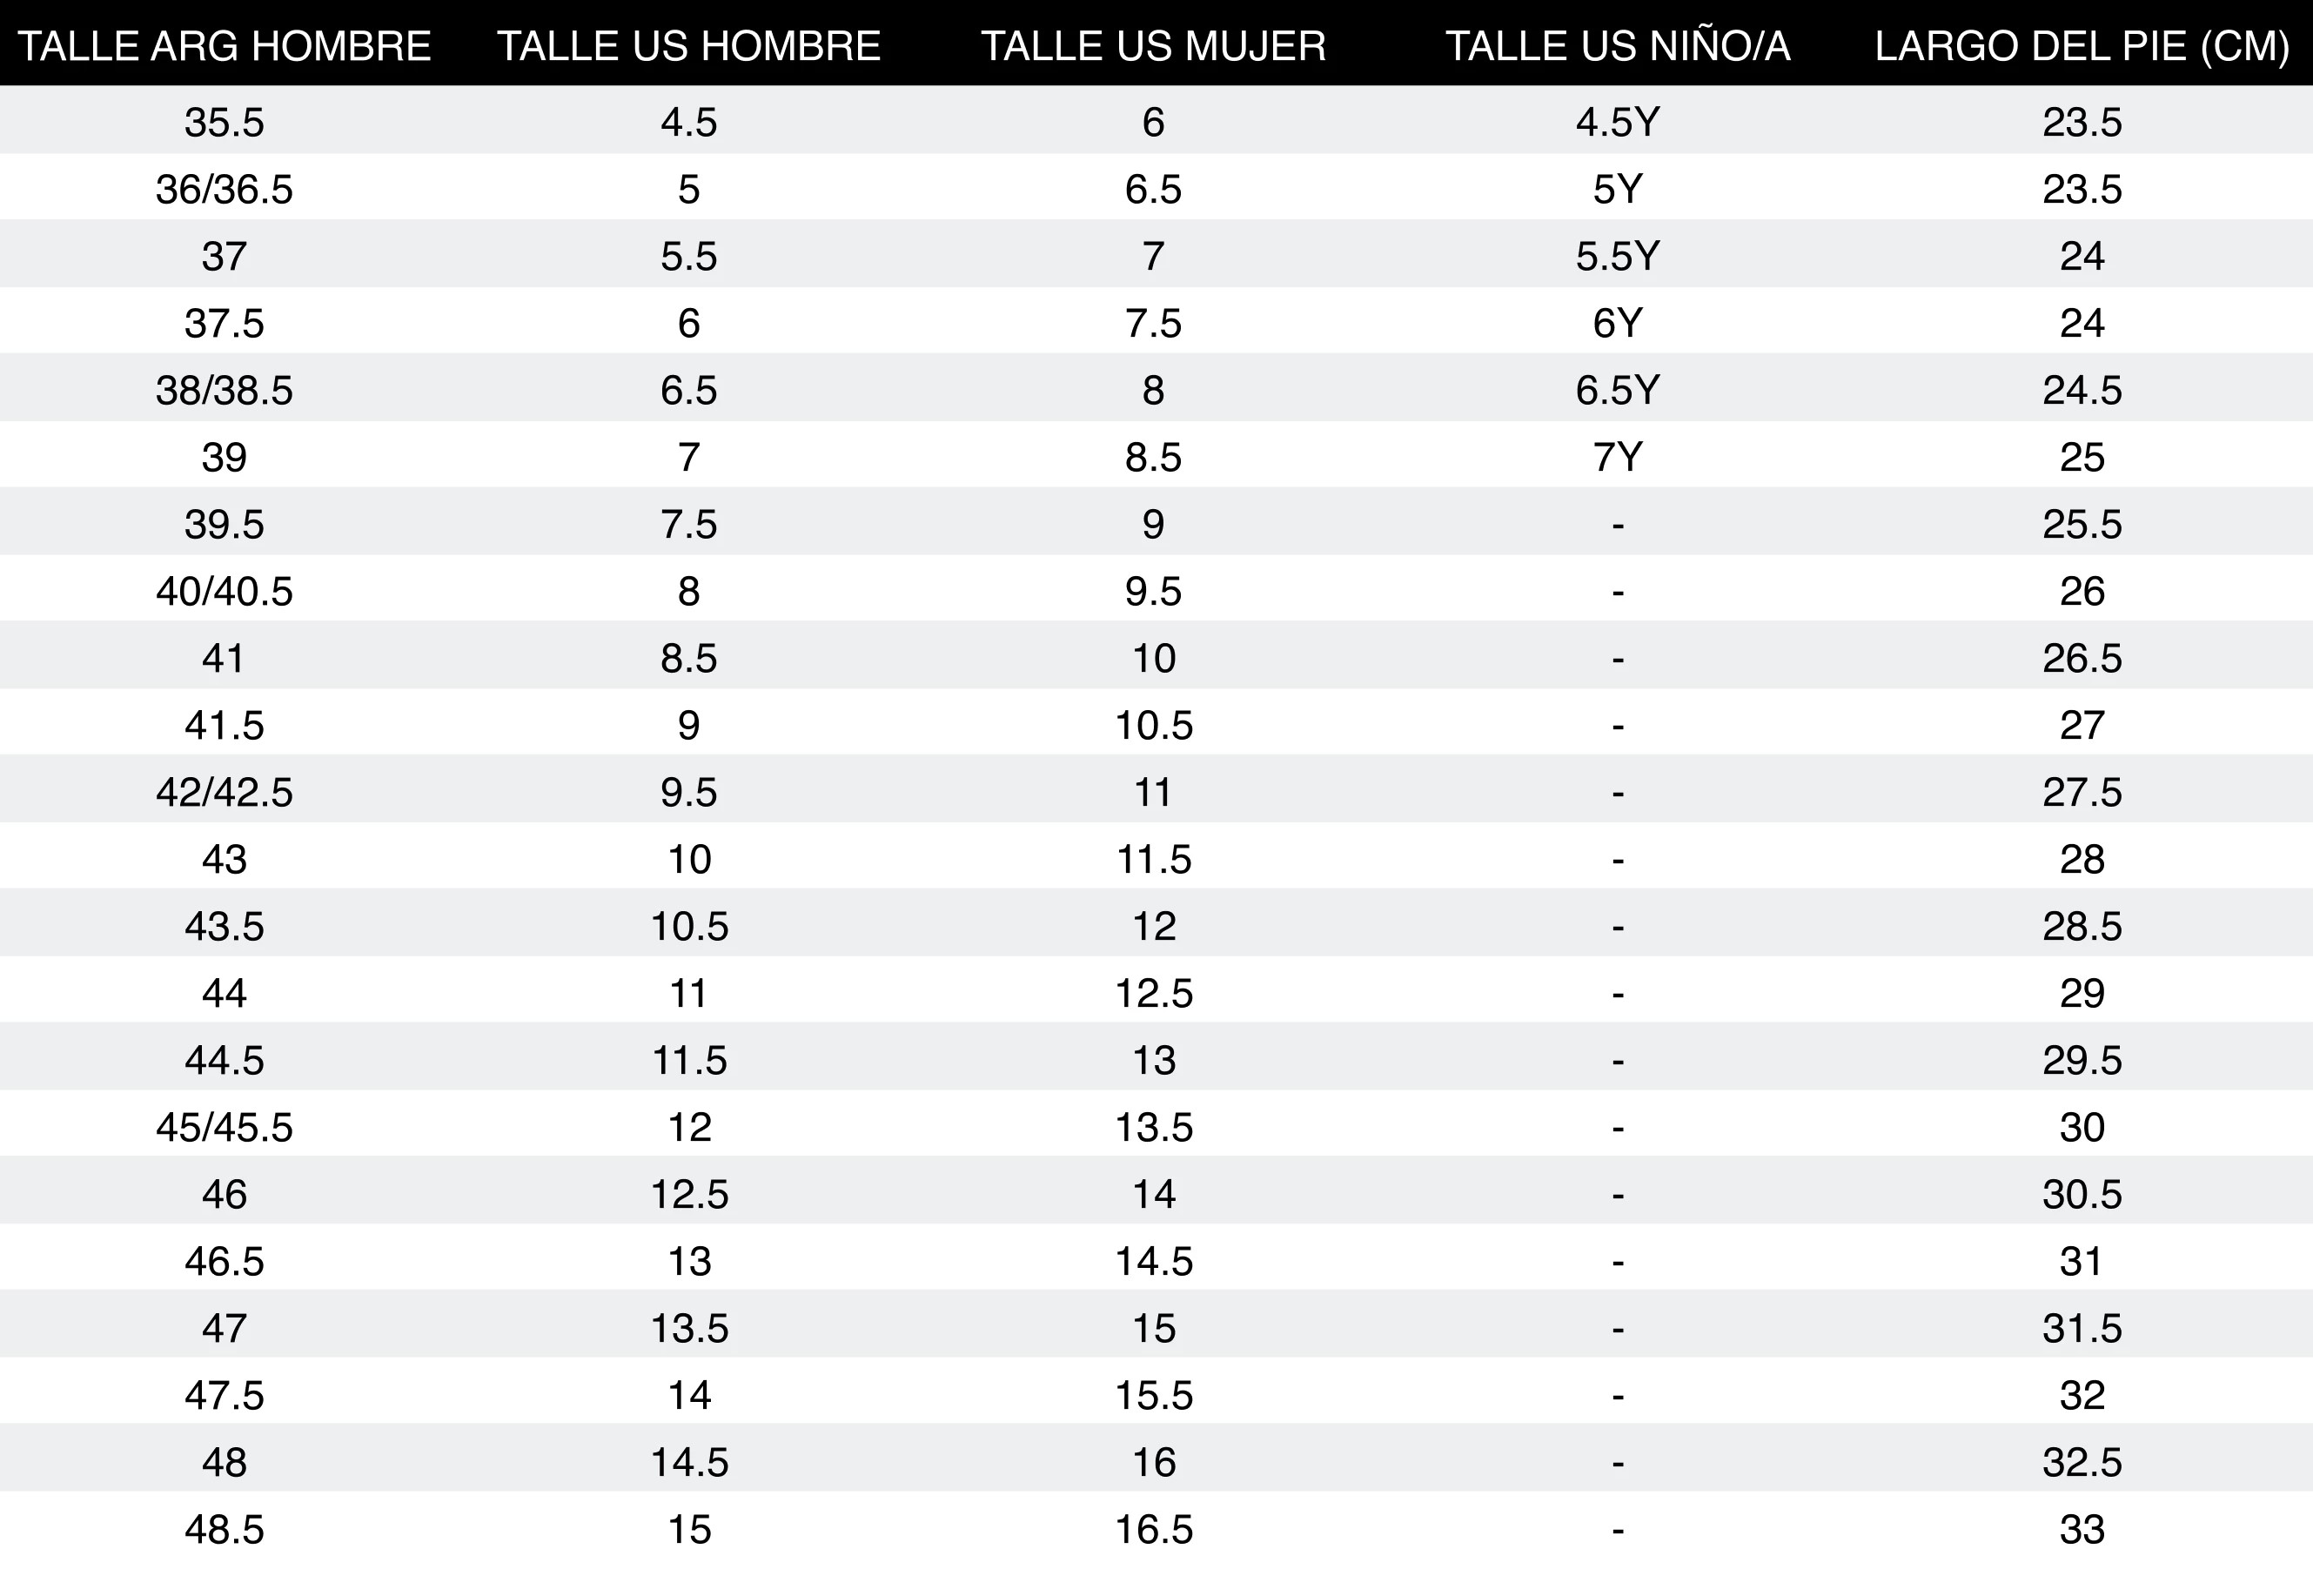 TALLE ARG HOMBRE TALLE US HOMBRE TALLE US MUJER TALLE US NIÑO/A LARGO DEL PIE (CM)
35.5 4.5 6 4.5Y 23.5
36/36.5 5 6.5 5Y 23.5
37 5.5 7 5.5Y 24
37.5 6 7.5 6Y 24
38/38.5 6.5 8 6.5Y 24.5
39 7 8.5 7Y 25
39.5 7.5 9 - 25.5
40/40.5 8 9.5 - 26
41 8.5 10 - 26.5
41.5 9 10.5 - 27
42/42.5 9.5 11 - 27.5
43 10 11.5 - 28
43.5 10.5 12 - 28.5
44 11 12.5 - 29
44.5 11.5 13 - 29.5
45/45.5 12 13.5 - 30
46 12.5 14 - 30.5
46.5 13 14.5 - 31
47 13.5 15 - 31.5
47.5 14 15.5 - 32
48 14.5 16 - 32.5
48.5 15 16.5 - 33